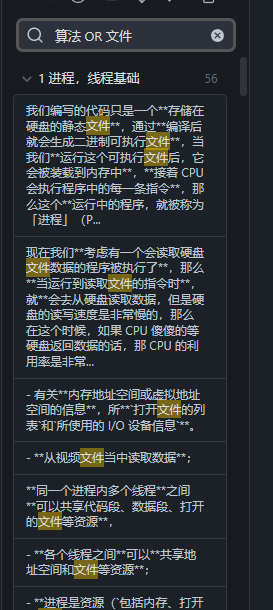 算法 OR 文件
1 进程，线程基础 56
我们编写的代码只是一个**存储在
硬盘的静态文件**，通过**编译后
就会生成二进制可执行文件**，当
我们**运行这个可执行文件后，它
会被装载到内存中**，**接着 CPU
会执行程序中的每一条指令**，那
么这个**运行中的程序，就被称为
「进程」（P...
现在我们**考虑有一个会读取硬盘
文件数据的程序被执行了**，那么
**当运行到读取文件的指令时**，
就**会去从硬盘读取数据，但是硬
盘的读写速度是非常慢的，那么
在这个时候，如果 CPU 傻傻的等
硬盘返回数据的话，那 CPU 的利
用率是非常...
- 有关**内存地址空间或虚拟地址
空间的信息**，所**`打开文件的列
表`和`所使用的 I/O 设备信息`**。
- **从视频文件当中读取数据**；
**同一个进程内多个线程**之间
**可以共享代码段、数据段、打开
的文件等资源**，
- **各个线程之间**可以**共享地
址空间和文件等资源**；
- **进程是资源（`包括内存、打开